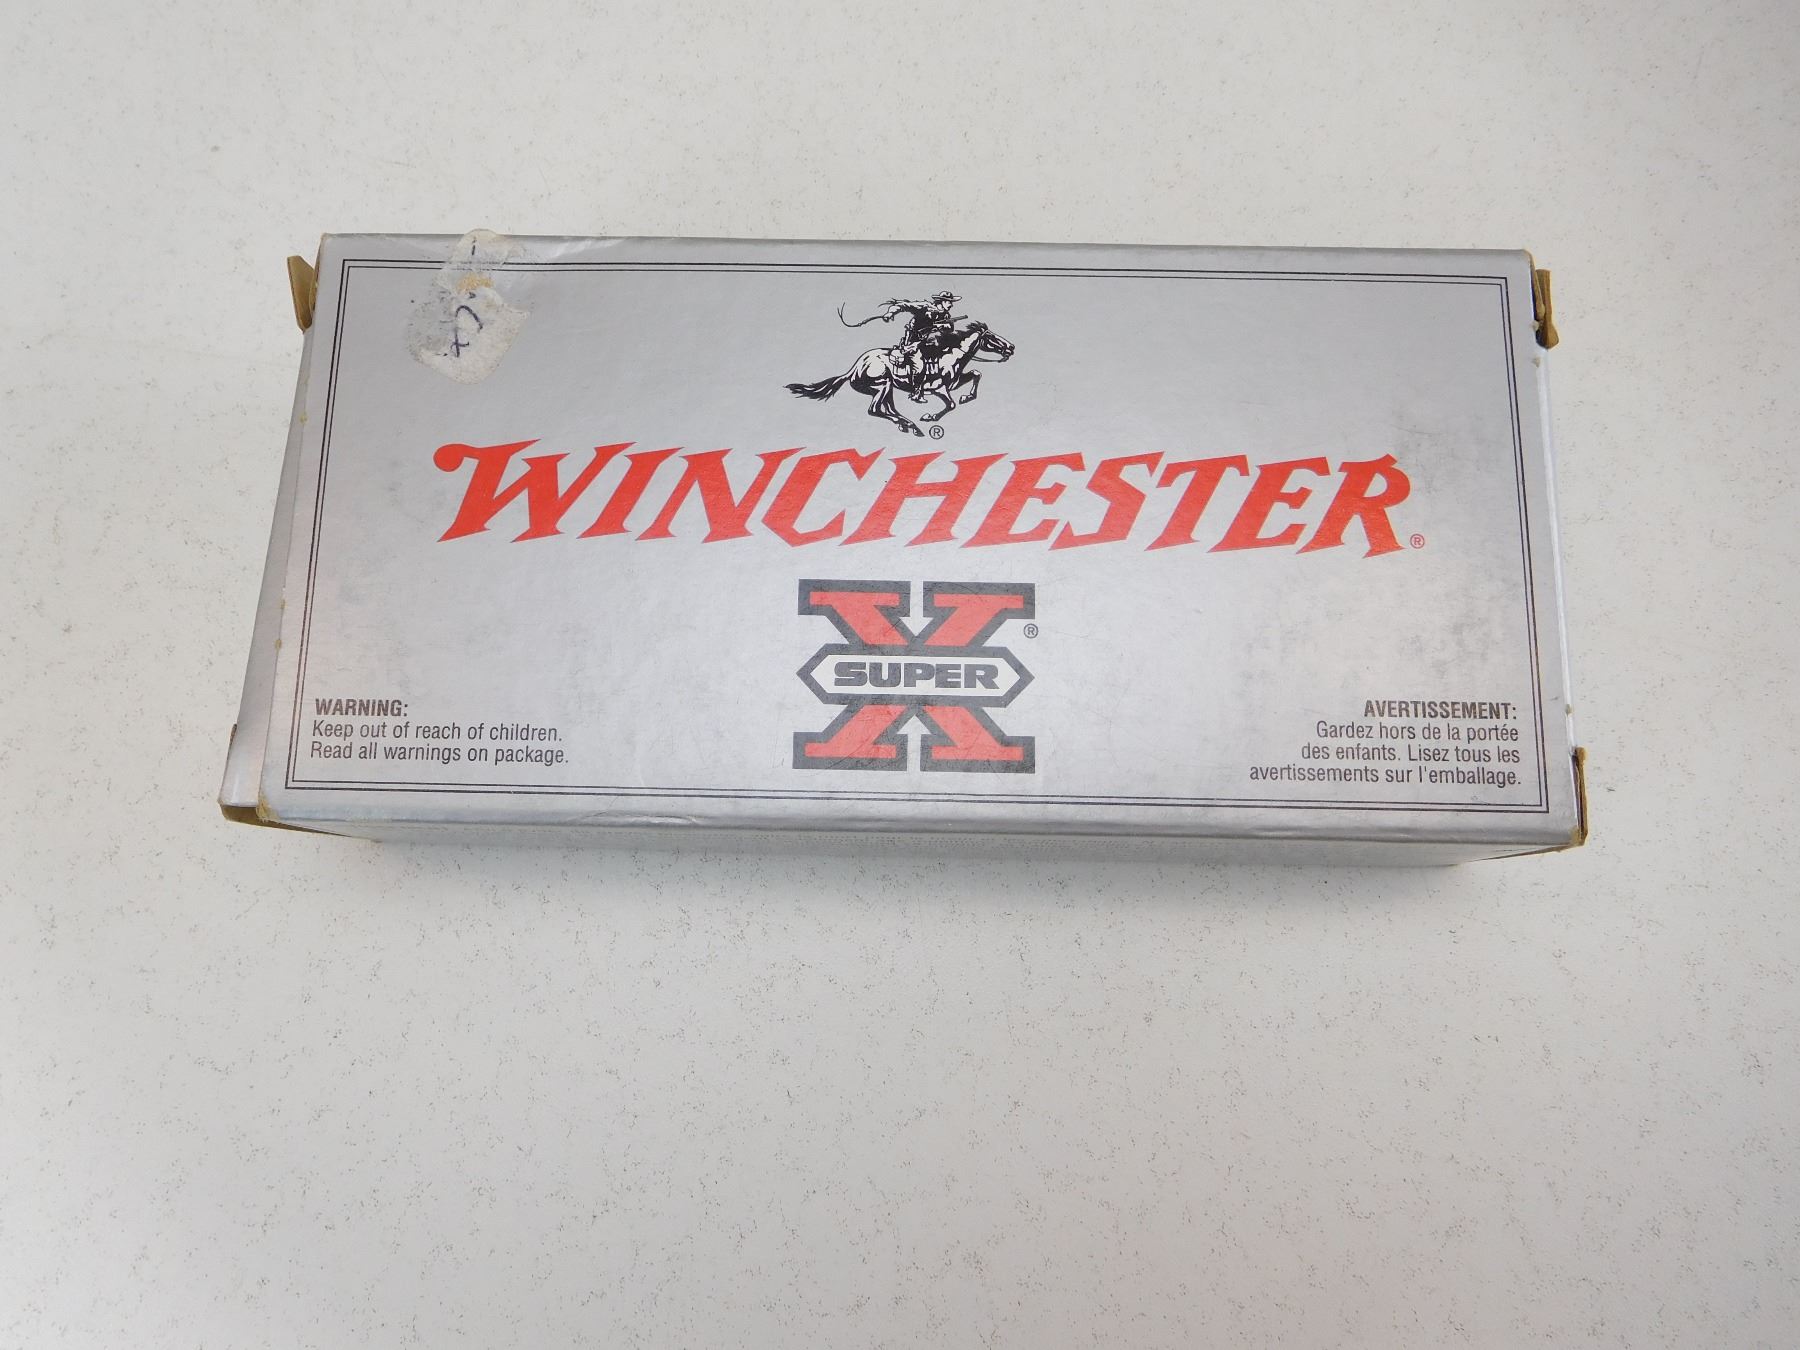 ®
WINCHESTER®
X ®
SUPER
WARNING:
Keep out of reach of children.
Read all warnings on package.
AVERTISSEMENT:
Gardez hors de la portée
des enfants. Lisez tous les
avertissements sur l'emballage.